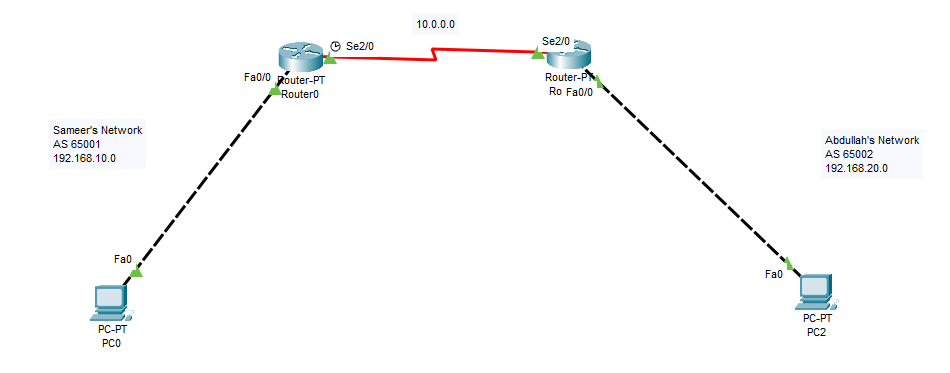 10.0.0.0
Se2/0
Se2/0
Fa0/0
Router-PT
Router0
Router-PT
Ro
Fa0/0
Sameer's Network
AS 65001
192.168.10.0
Abdullah's Network
AS 65002
192.168.20.0
Fa0
PC-PT
PC0
Fa0
PC-PT
PC2